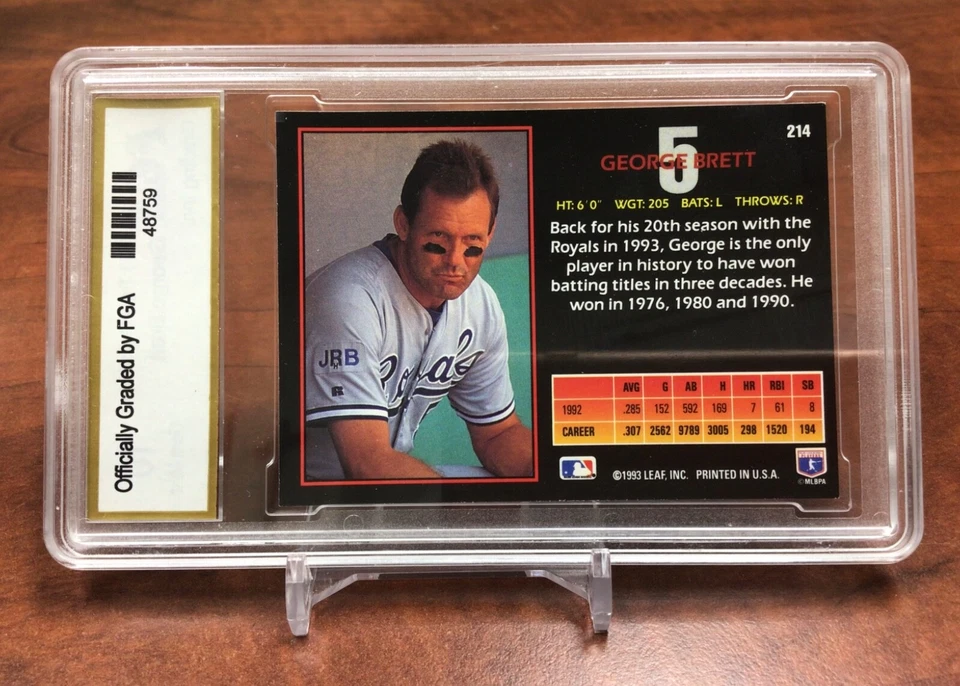 Officially Graded by FGA
48759
214
5
GEORGE BRETT
HT: 6'0" WGT: 205 BATS: L THROWS: R
Back for his 20th season with the
Royals in 1993, George is the only
player in history to have won
batting titles in three decades. He
won in 1976, 1980 and 1990.
JRB
R
Royals
AVG G AB H HR RBI SB
1992 .285 152 592 169 7 61 8
CAREER .307 2562 9789 3005 298 1520 194
©1993 LEAF, INC. PRINTED IN U.S.A.
©MLBPA